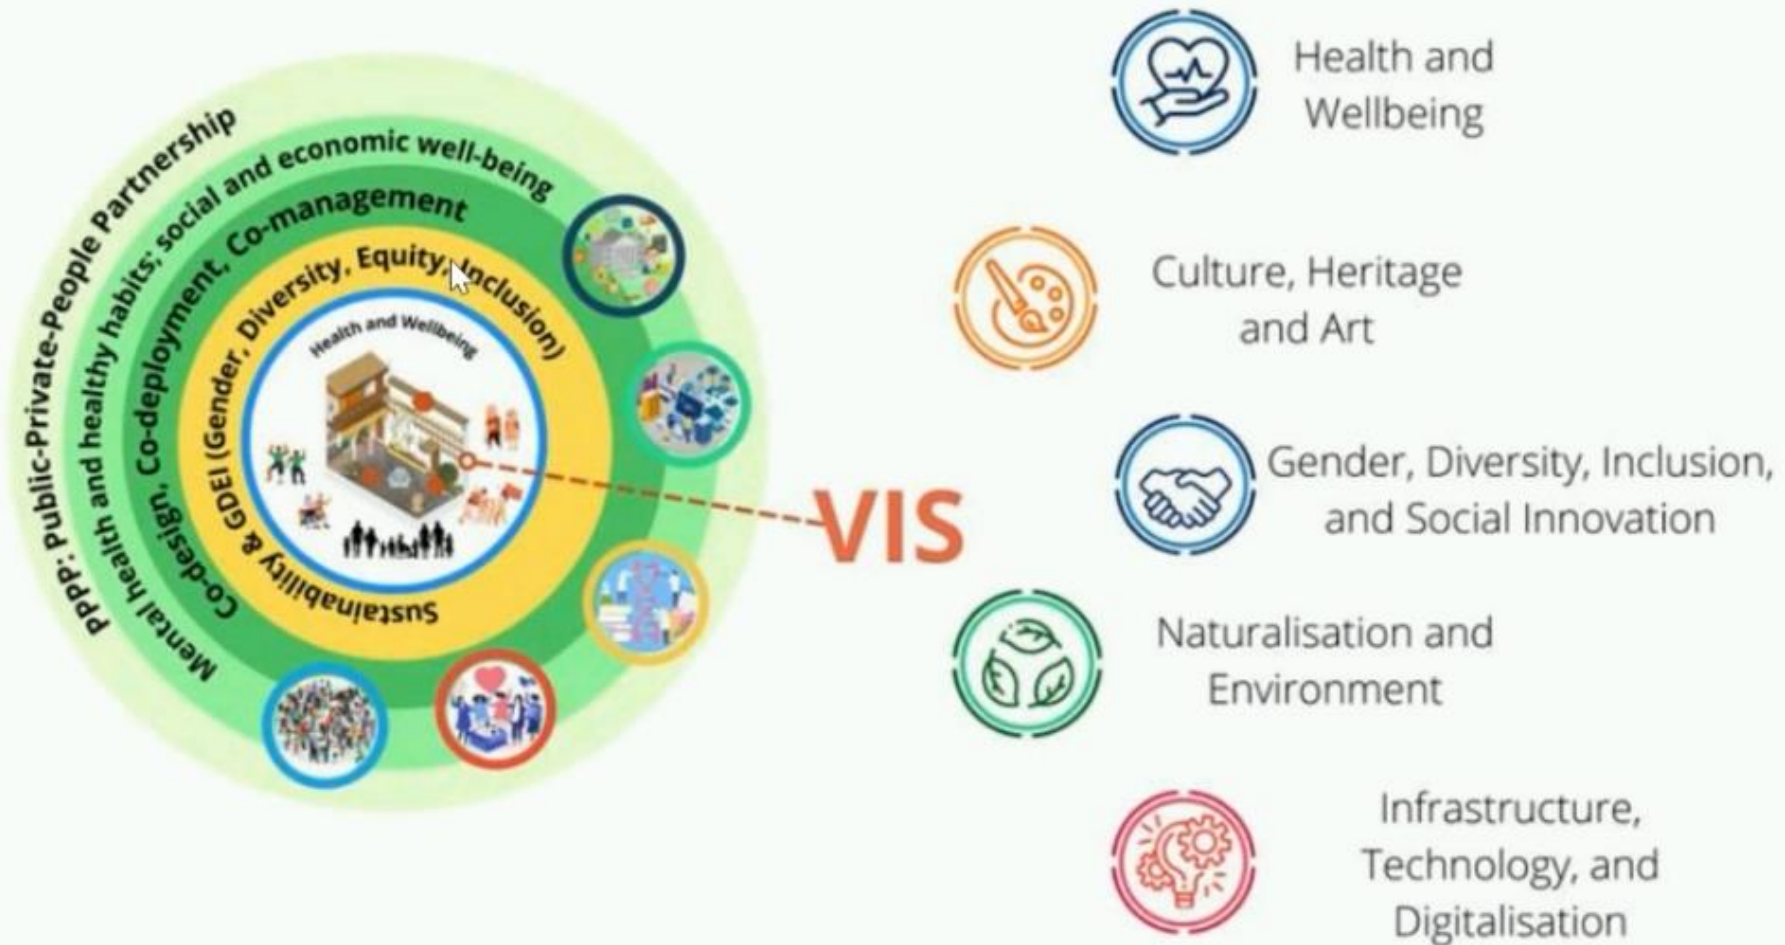 PPPP: Public-Private-People Partnership
Mental health and healthy habits; social and economic well-being
Co-design, Co-deployment, Co-management
Sustainability & GDEI (Gender, Diversity, Equity, Inclusion)
Health and Wellbeing
VIS
Health and
Wellbeing
Culture, Heritage
and Art
Gender, Diversity, Inclusion,
and Social Innovation
Naturalisation and
Environment
Infrastructure,
Technology, and
Digitalisation